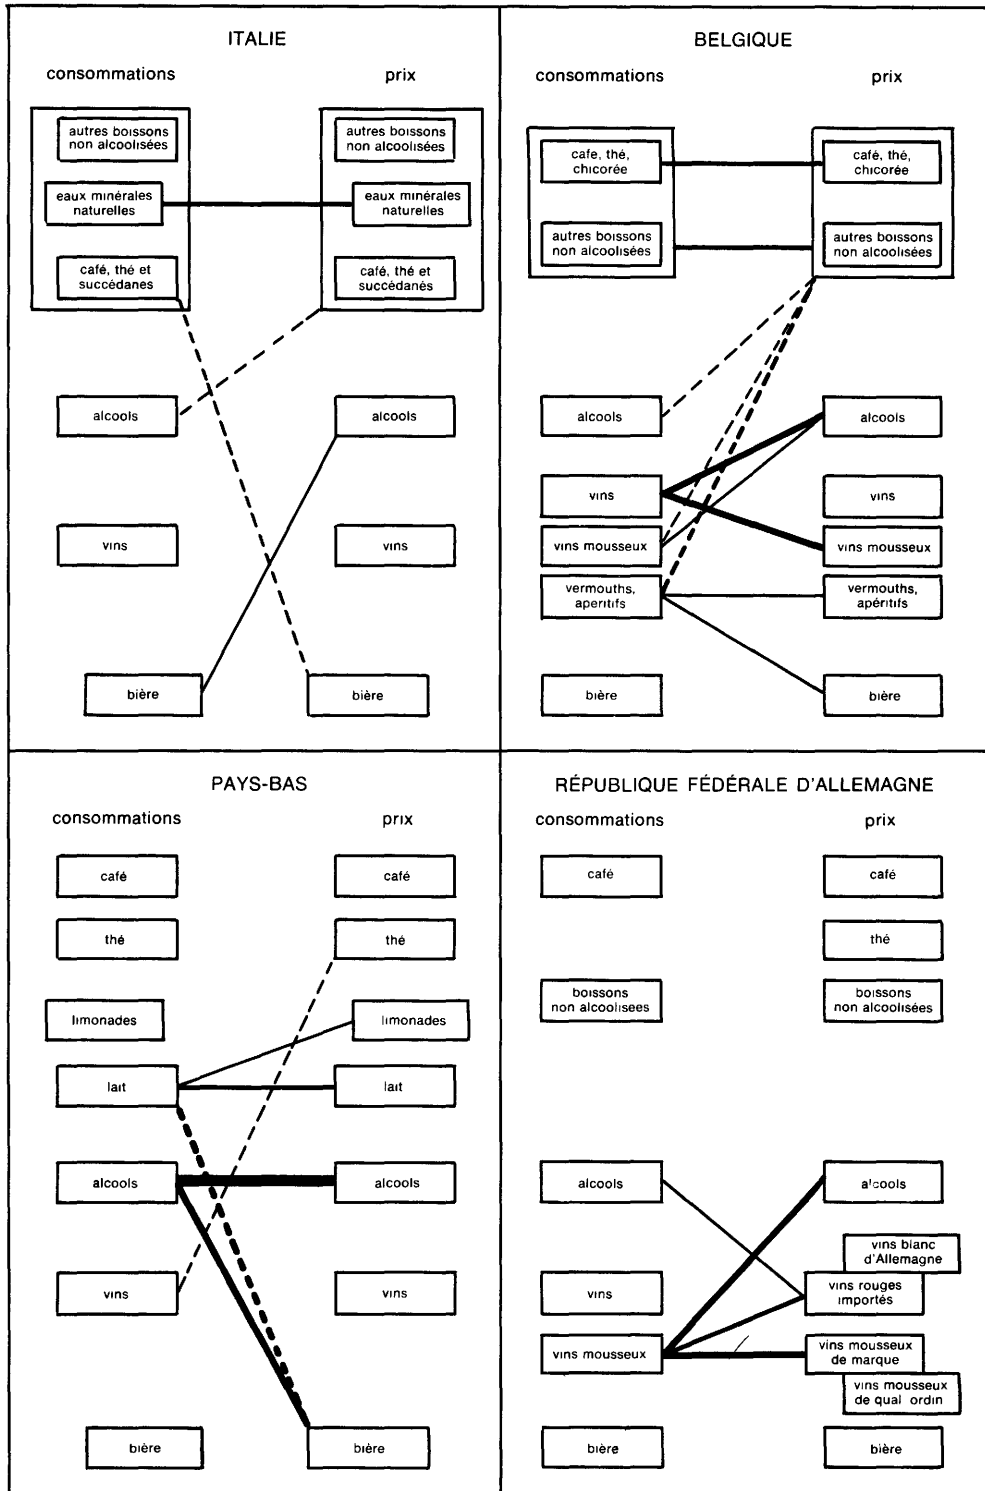 ITALIE
consommations
prix
autres boissons
non alcoolisées
autres boissons
non alcoolisées
eaux minérales
naturelles
eaux minérales
naturelles
café, thé et
succédanes
café, thé et
succédanés
alcools
alcools
vins
vins
bière
bière
BELGIQUE
consommations
prix
cafe, thé,
chicorée
café, thé,
chicorée
autres boissons
non alcoolisées
autres boissons
non alcoolisées
alcools
alcools
vins
vins
vins mousseux
vins mousseux
vermouths,
aperitifs
vermouths,
apéritifs
bière
bière
PAYS-BAS
consommations
prix
café
café
thé
thé
limonades
limonades
lait
lait
alcools
alcools
vins
vins
bière
bière
RÉPUBLIQUE FÉDÉRALE D'ALLEMAGNE
consommations
prix
café
café
thé
boissons
non alcoolisees
boissons
non alcoolisées
alcools
alcools
vins blanc
d'Allemagne
vins
vins rouges
importés
vins mousseux
vins mousseux
de marque
vins mousseux
de qual ordin
bière
bière